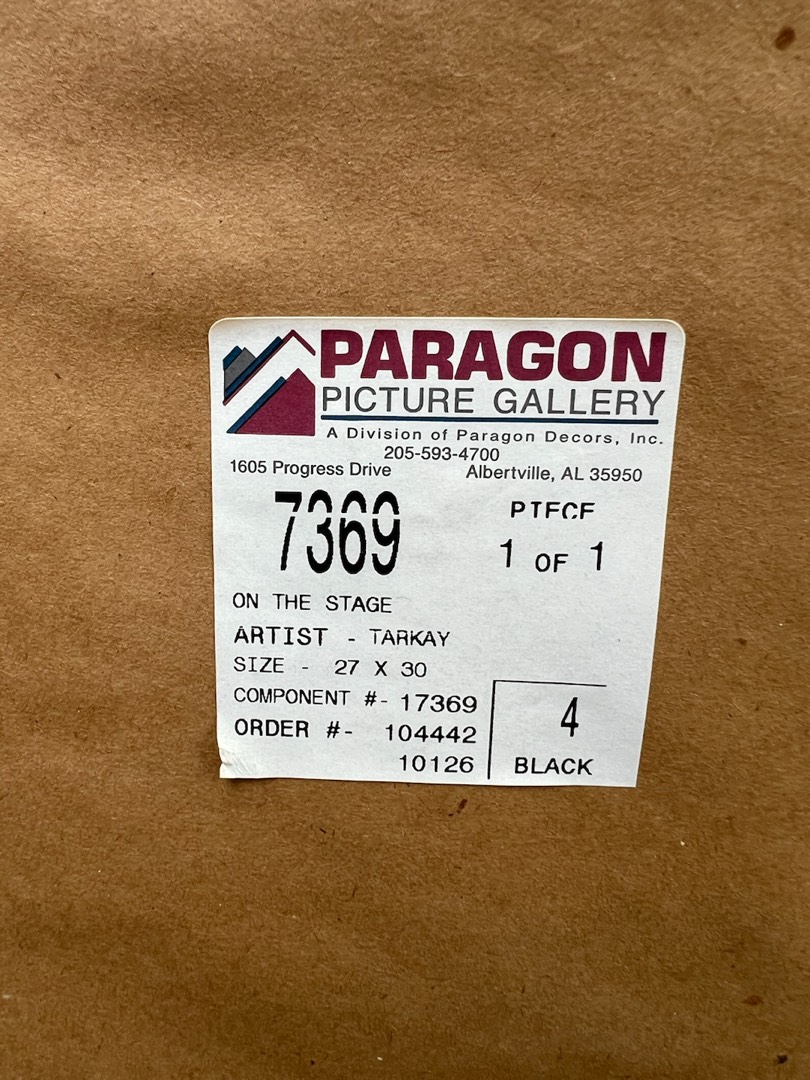 PARAGON
PICTURE GALLERY
A Division of Paragon Decors, Inc.
205-593-4700
1605 Progress Drive Albertville, AL 35950
7369 PIECE
1 OF 1
ON THE STAGE
ARTIST - TARKAY
SIZE - 27 X 30
COMPONENT #- 17369
ORDER #- 104442
10126
4
BLACK